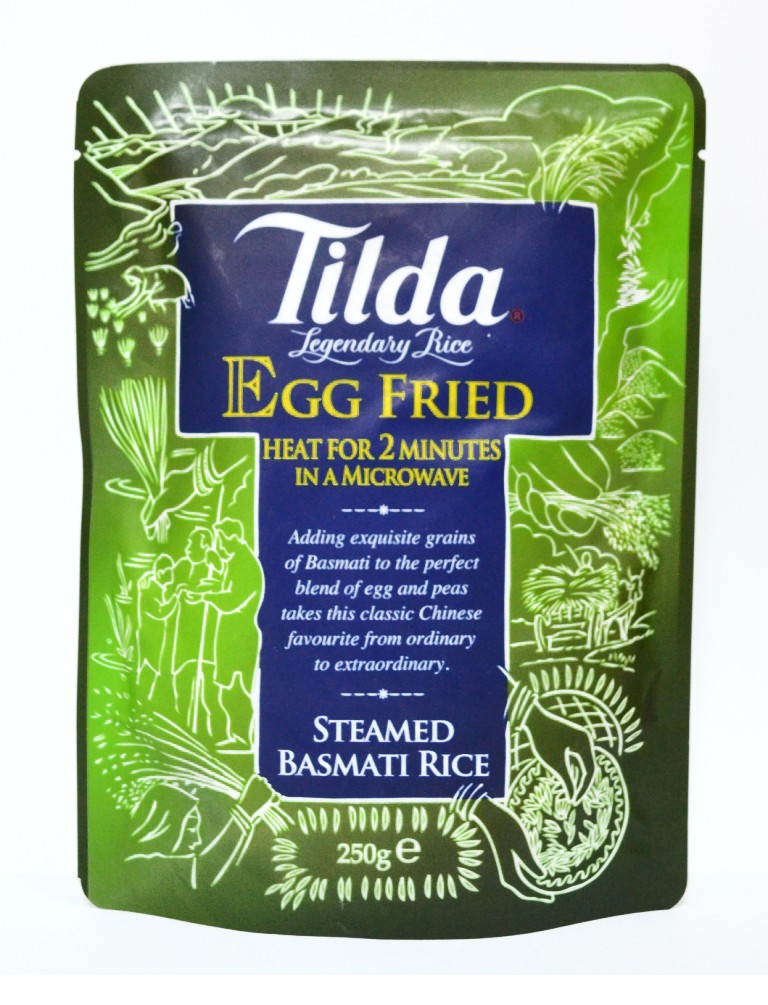 Tilda®
Legendary Rice
EGG FRIED
HEAT FOR 2 MINUTES
IN A MICROWAVE
Adding exquisite grains
of Basmati to the perfect
blend of egg and peas
takes this classic Chinese
favourite from ordinary
to extraordinary.
STEAMED
BASMATI RICE
250g ℮